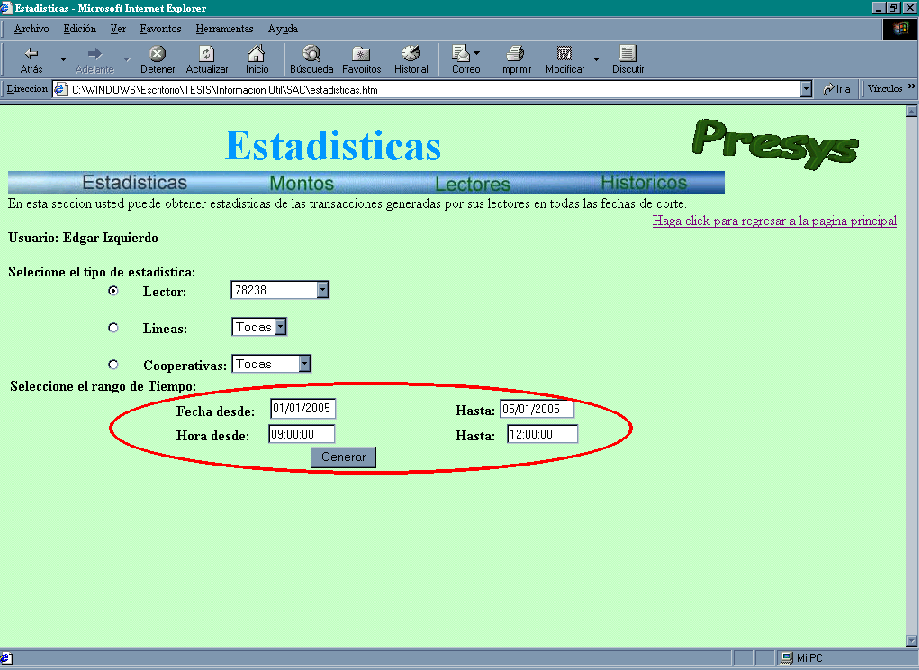 Estadisticas - Microsoft Internet Explorer
Archivo Edición Ver Favoritos Herramientas Ayuda
Atrás Adelante Detener Actualizar Inicio Búsqueda Favoritos Historial Correo Imprimir Modificar Discutir
Dirección C:\WINDOWS\Escritorio\TESIS\Informacion Util\SAC\estadisticas.htm Ir a Vínculos »
Estadisticas
Presys
Estadisticas Montos Lectores Historicos
En esta seccion usted puede obtener estadisticas de las transacciones generadas por sus lectores en todas las fechas de corte.
Haga click para regresar a la pagina principal
Usuario: Edgar Izquierdo
Selecione el tipo de estadistica:
Lector: 78238
Lineas: Todas
Cooperativas: Todas
Seleccione el rango de Tiempo:
Fecha desde: 01/01/2005 Hasta: 05/01/2005
Hora desde: 09:00:00 Hasta: 12:00:00
Generar
Mi PC